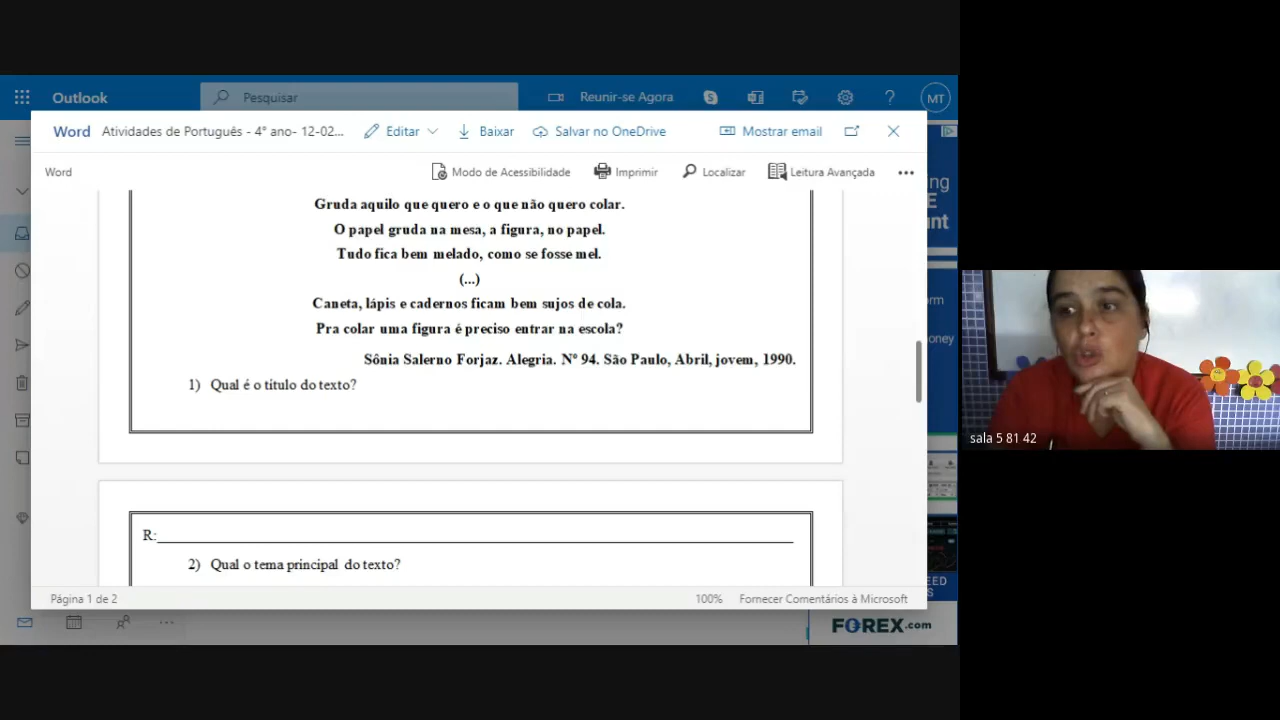 Outlook
Pesquisar
Reunir-se Agora
MT
Word
Atividades de Português - 4º ano- 12-02...
Editar
Baixar
Salvar no OneDrive
Mostrar email
Word
Modo de Acessibilidade
Imprimir
Localizar
Leitura Avançada
Gruda aquilo que quero e o que não quero colar.
O papel gruda na mesa, a figura, no papel.
Tudo fica bem melado, como se fosse mel.
(...)
Caneta, lápis e cadernos ficam bem sujos de cola.
Pra colar uma figura é preciso entrar na escola?
Sônia Salerno Forjaz. Alegria. Nº 94. São Paulo, Abril, jovem, 1990.
1) Qual é o título do texto?
R:
2) Qual o tema principal do texto?
Página 1 de 2
100%
Fornecer Comentários à Microsoft
FOREX.com
sala 5 81 42